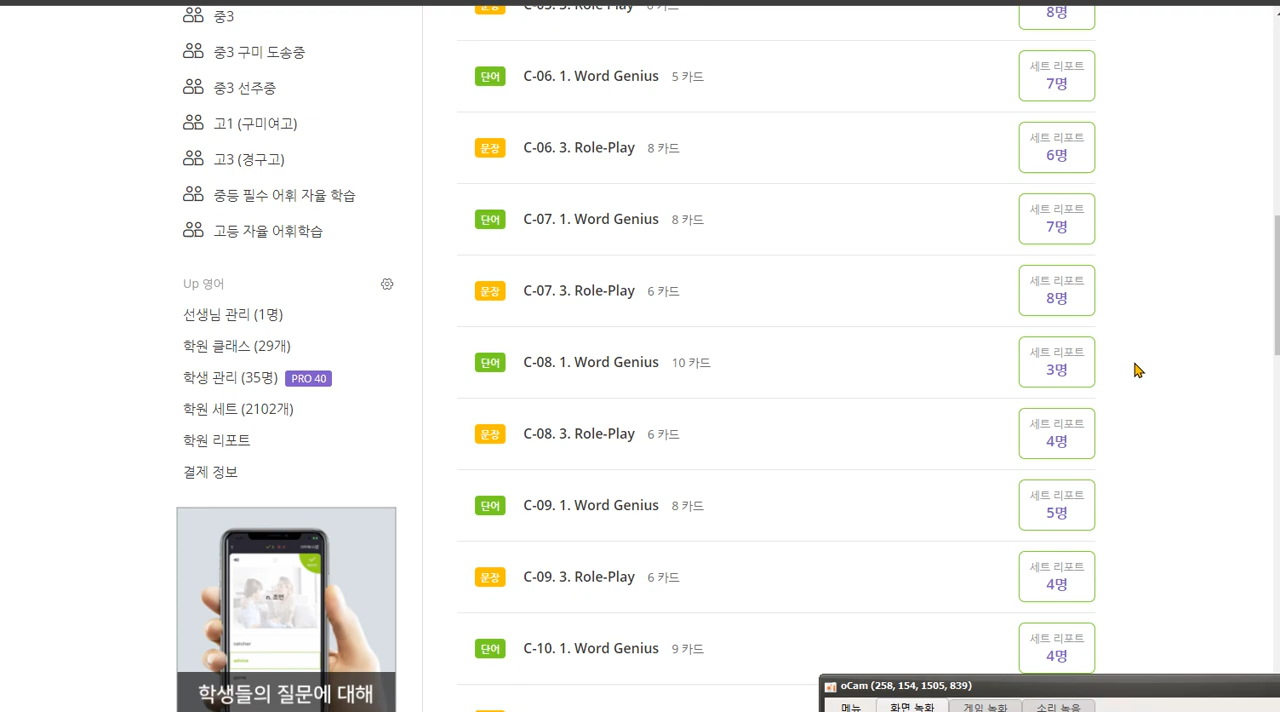 중3
중3 구미 도송중
중3 선주중
고1 (구미여고)
고3 (경구고)
중등 필수 어휘 자율 학습
고등 자율 어휘학습
Up 영어
선생님 관리 (1명)
학원 클래스 (29개)
학생 관리 (35명) PRO 40
학원 세트 (2102개)
학원 리포트
결제 정보
학생들의 질문에 대해
8명
단어 C-06. 1. Word Genius 5 카드 세트 리포트 7명
문장 C-06. 3. Role-Play 8 카드 세트 리포트 6명
단어 C-07. 1. Word Genius 8 카드 세트 리포트 7명
문장 C-07. 3. Role-Play 6 카드 세트 리포트 8명
단어 C-08. 1. Word Genius 10 카드 세트 리포트 3명
문장 C-08. 3. Role-Play 6 카드 세트 리포트 4명
단어 C-09. 1. Word Genius 8 카드 세트 리포트 5명
문장 C-09. 3. Role-Play 6 카드 세트 리포트 4명
단어 C-10. 1. Word Genius 9 카드 세트 리포트 4명
oCam (258, 154, 1505, 839)
메뉴 화면 녹화 게임 녹화 소리 녹음